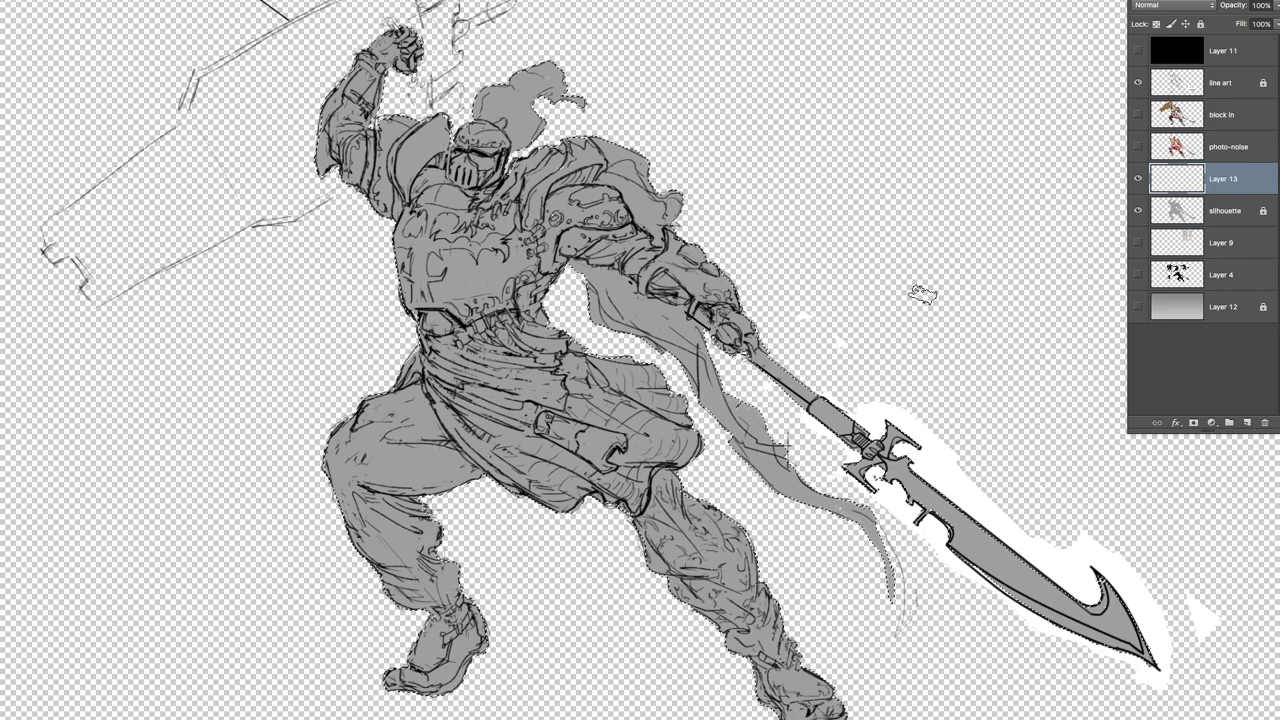 Normal Opacity: 100%
Lock: Fill: 100%
Layer 11
line art
block in
photo-noise
Layer 13
silhouette
Layer 9
Layer 4
Layer 12
fx